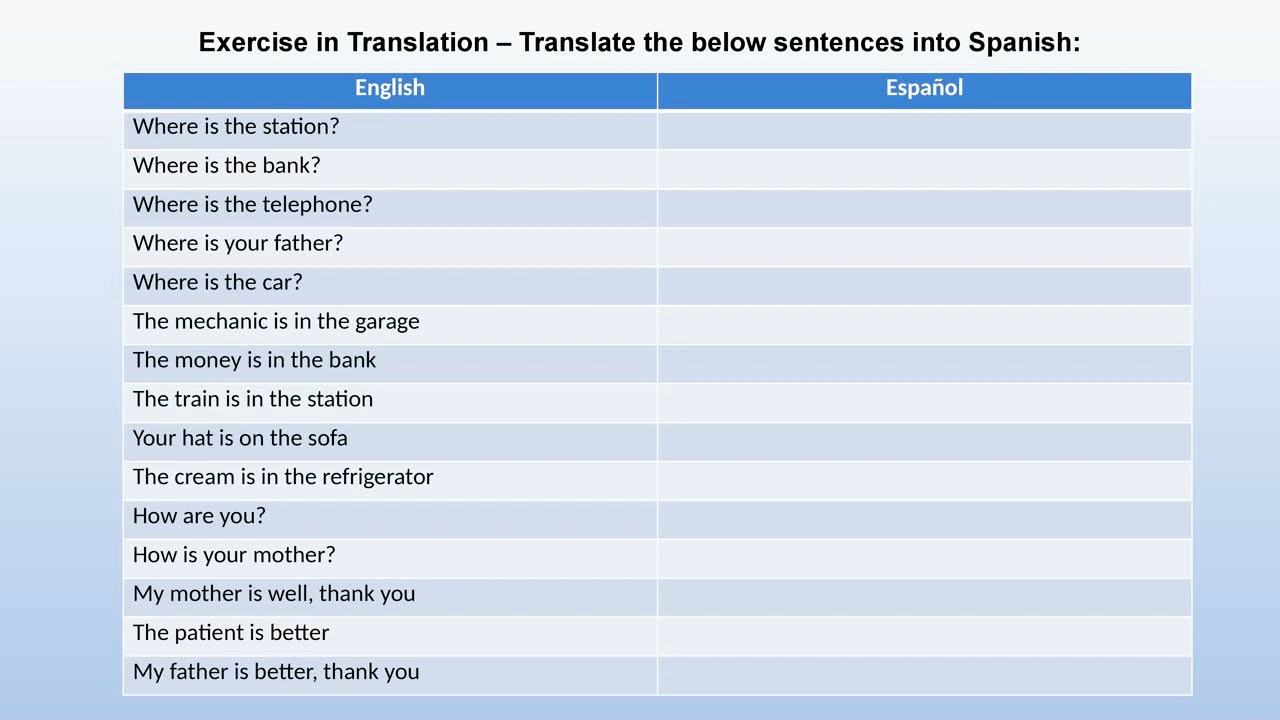 Exercise in Translation – Translate the below sentences into Spanish:
English Español
Where is the station?
Where is the bank?
Where is the telephone?
Where is your father?
Where is the car?
The mechanic is in the garage
The money is in the bank
The train is in the station
Your hat is on the sofa
The cream is in the refrigerator
How are you?
How is your mother?
My mother is well, thank you
The patient is better
My father is better, thank you